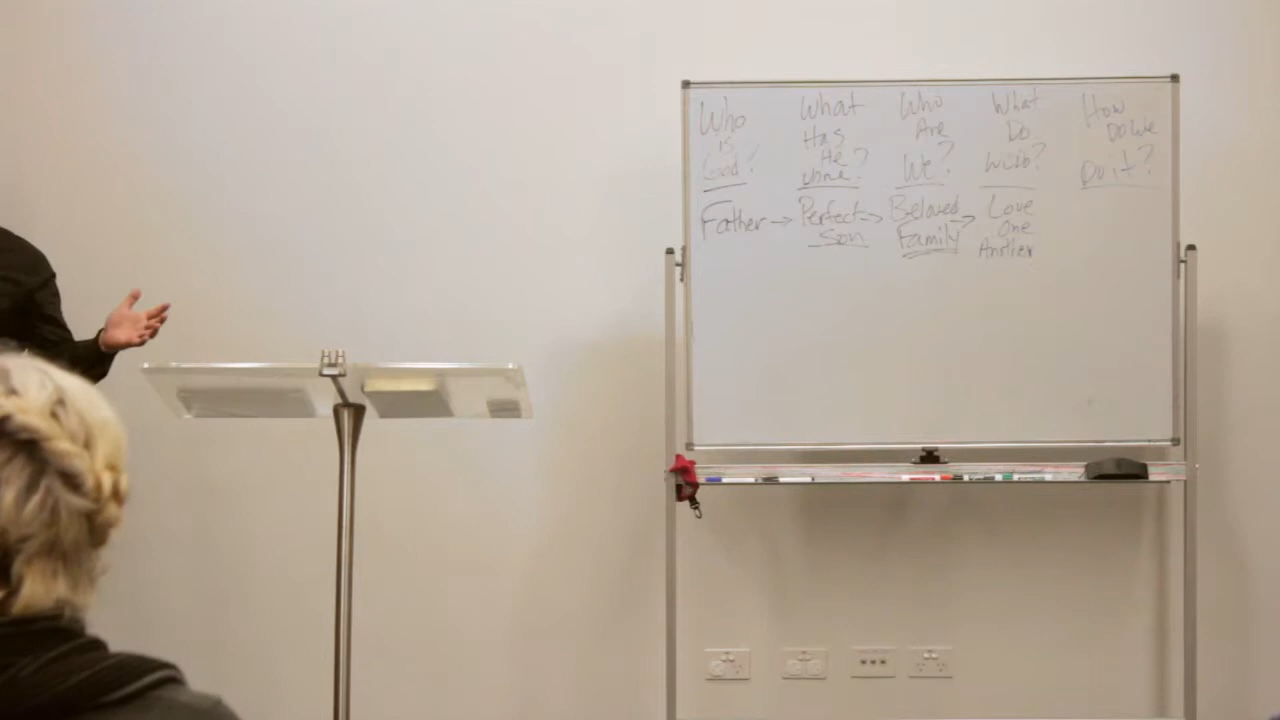 Who
is
God?
What
Has
He
Done?
Who
Are
We?
What
Do
We Do?
How
Do We
Do it?
Father → Perfect → Beloved → Love
Son Family One
Another